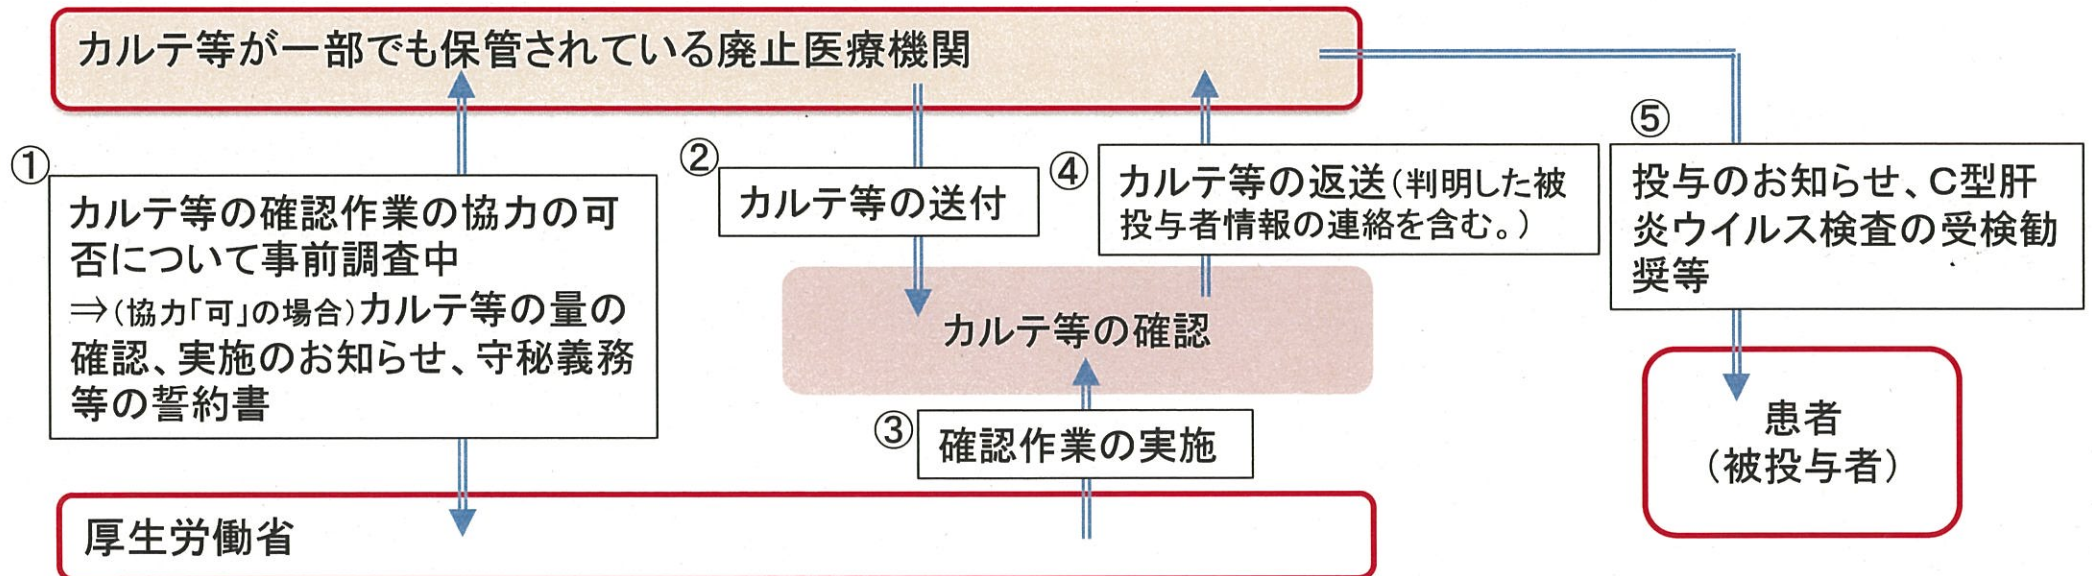 カルテ等が一部でも保管されている廃止医療機関
①
カルテ等の確認作業の協力の可
否について事前調査中
⇒(協力「可」の場合)カルテ等の量の
確認、実施のお知らせ、守秘義務
等の誓約書
②
カルテ等の送付
④
カルテ等の返送(判明した被
投与者情報の連絡を含む。)
⑤
投与のお知らせ、C型肝
炎ウイルス検査の受検勧
奨等
カルテ等の確認
③
確認作業の実施
患者
(被投与者)
厚生労働省